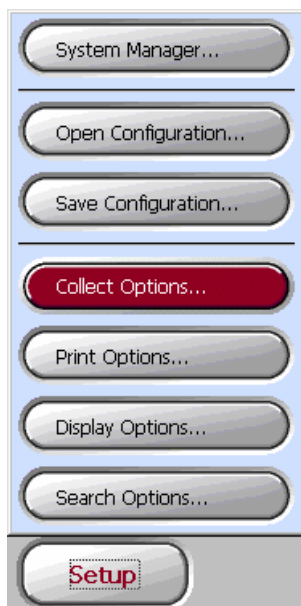 System Manager...
Open Configuration...
Save Configuration...
Collect Options...
Print Options...
Display Options...
Search Options...
Setup